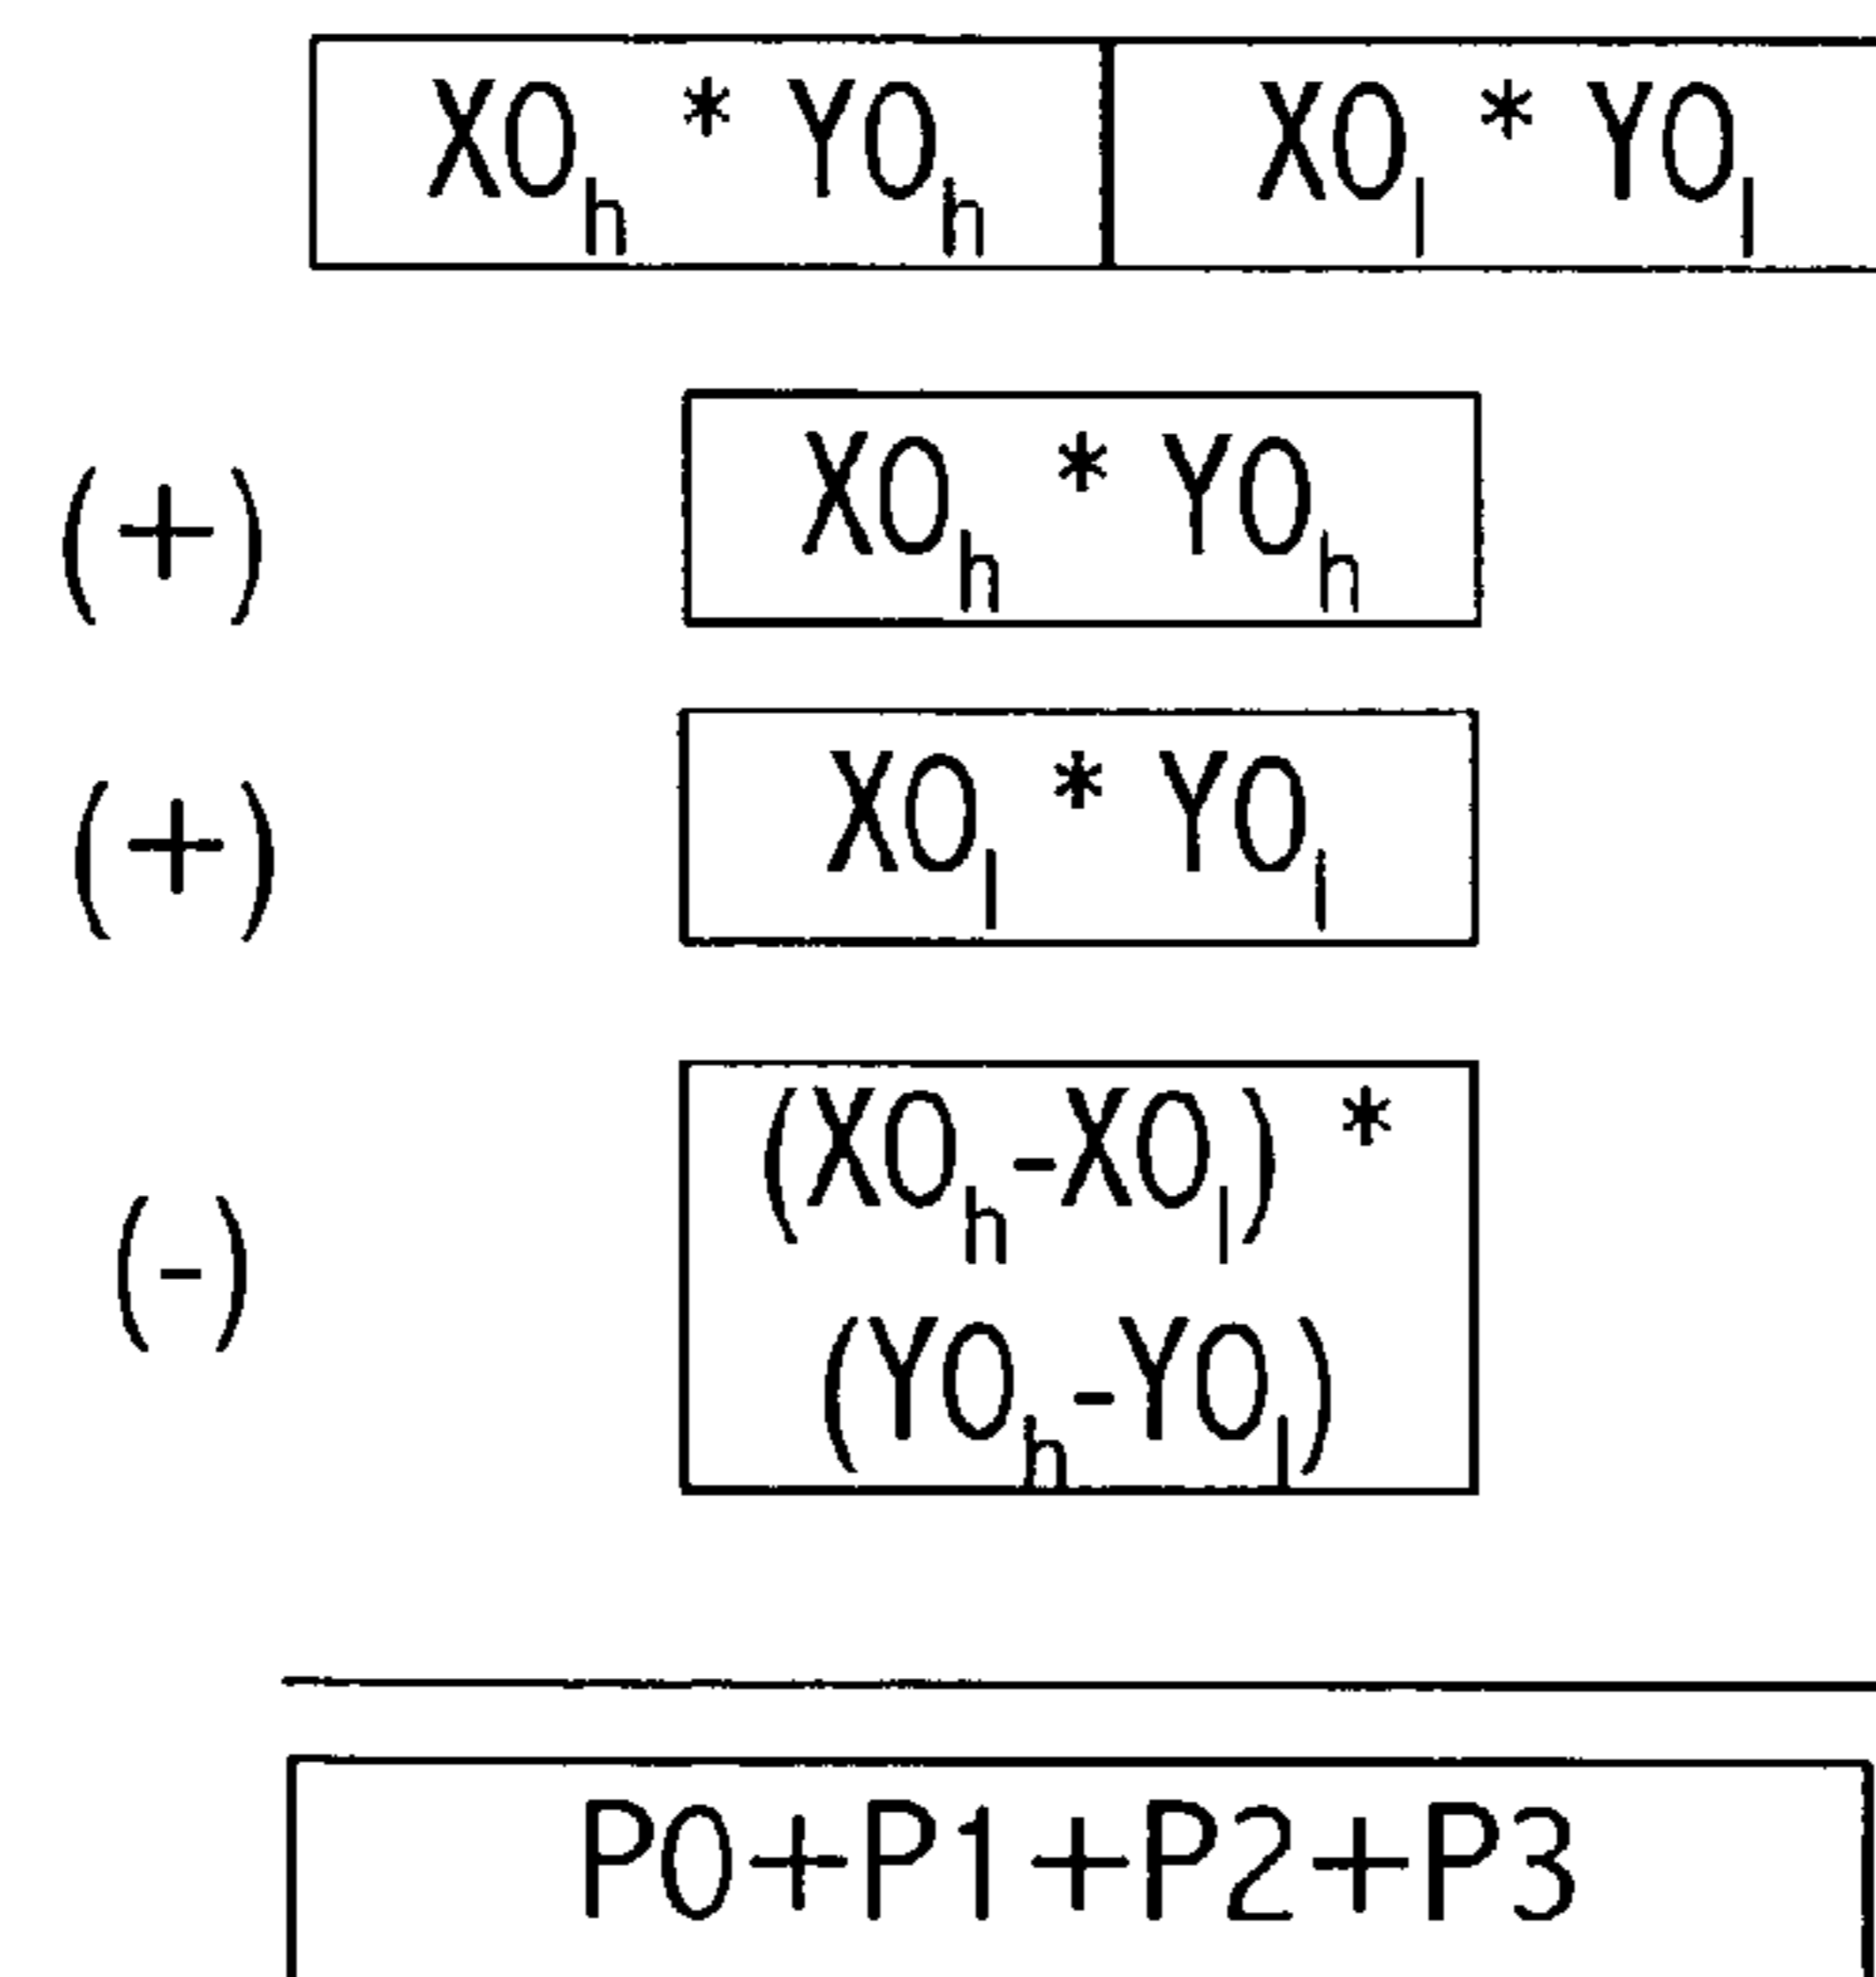 X0h * Y0h X0l * Y0l
(+) X0h * Y0h
(+) X0l * Y0l
(-) (X0h-X0l) *
(Y0h-Y0l)
P0+P1+P2+P3